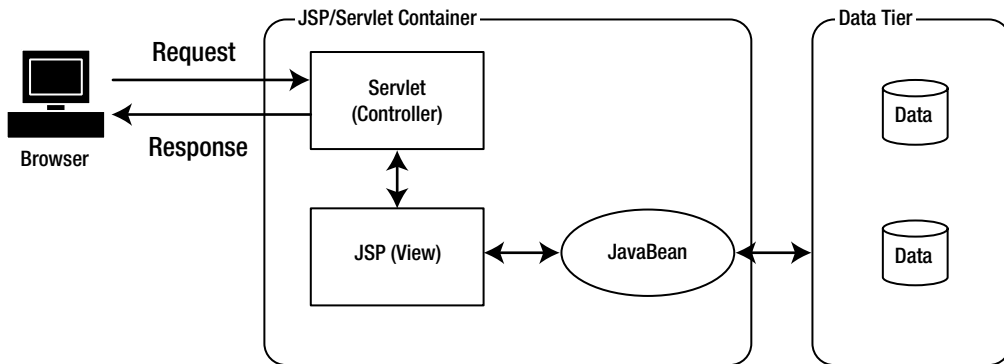 JSP/Servlet Container
Data Tier
Request
Servlet
(Controller)
Response
Browser
Data
JSP (View)
JavaBean
Data